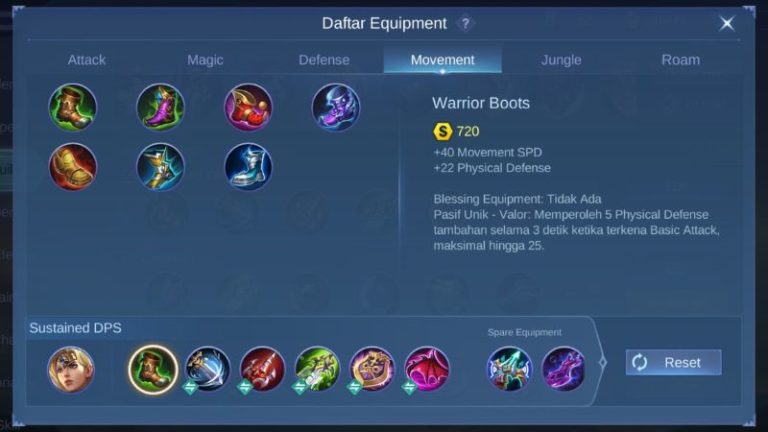 Daftar Equipment ?
Attack
Magic
Defense
Movement
Jungle
Roam
Warrior Boots
S 720
+40 Movement SPD
+22 Physical Defense
Blessing Equipment: Tidak Ada
Pasif Unik - Valor: Memperoleh 5 Physical Defense
tambahan selama 3 detik ketika terkena Basic Attack,
maksimal hingga 25.
Sustained DPS
Spare Equipment
Reset